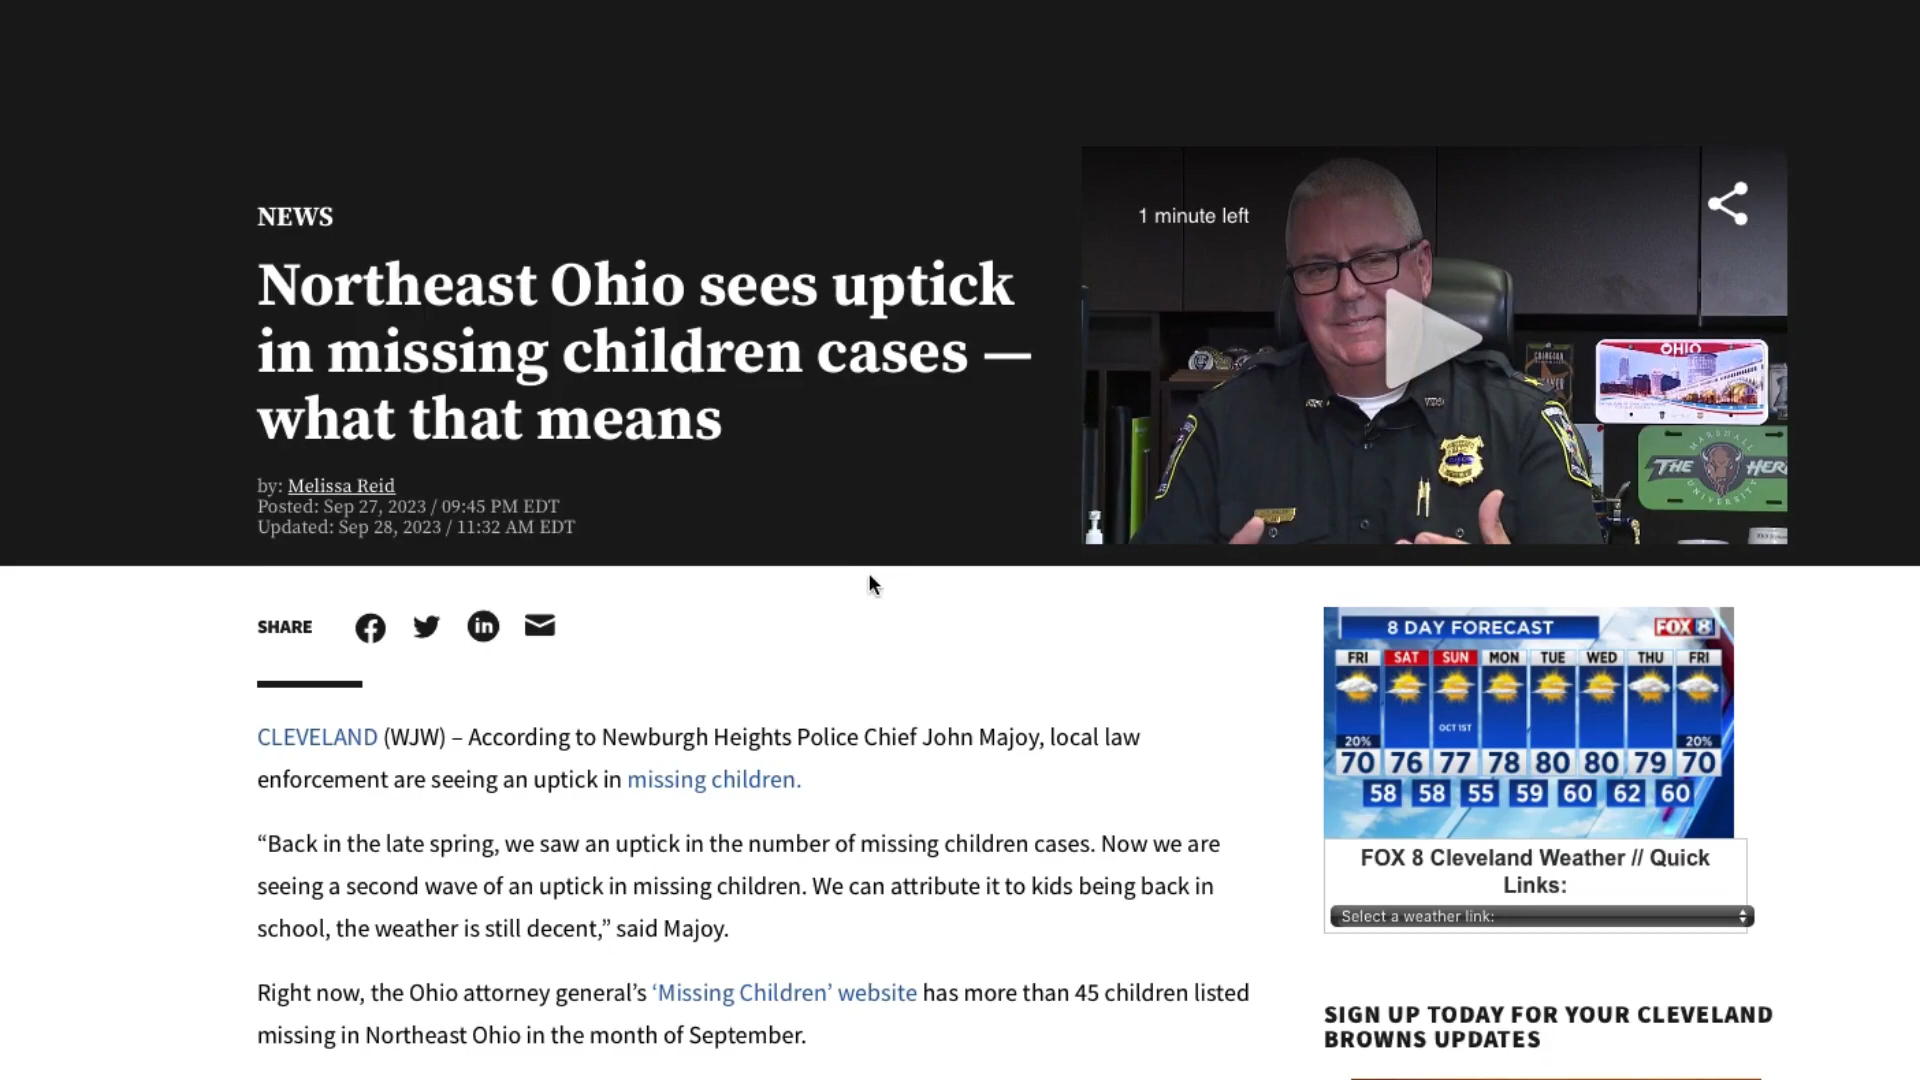 1 minute left
NEWS
Northeast Ohio sees uptick
in missing children cases —
what that means
by: Melissa Reid
Posted: Sep 27, 2023 / 09:45 PM EDT
Updated: Sep 28, 2023 / 11:32 AM EDT
OHIO
MARSHALL
THE HER
UNIVERSITY
SHARE
CLEVELAND (WJW) – According to Newburgh Heights Police Chief John Majoy, local law
enforcement are seeing an uptick in missing children.
“Back in the late spring, we saw an uptick in the number of missing children cases. Now we are
seeing a second wave of an uptick in missing children. We can attribute it to kids being back in
school, the weather is still decent,” said Majoy.
Right now, the Ohio attorney general’s ‘Missing Children’ website has more than 45 children listed
missing in Northeast Ohio in the month of September.
8 DAY FORECAST FOX 8
FRI SAT SUN MON TUE WED THU FRI
OCT 1ST
20% 20%
70 76 77 78 80 80 79 70
58 58 55 59 60 62 60
FOX 8 Cleveland Weather // Quick
Links:
Select a weather link:
SIGN UP TODAY FOR YOUR CLEVELAND
BROWNS UPDATES